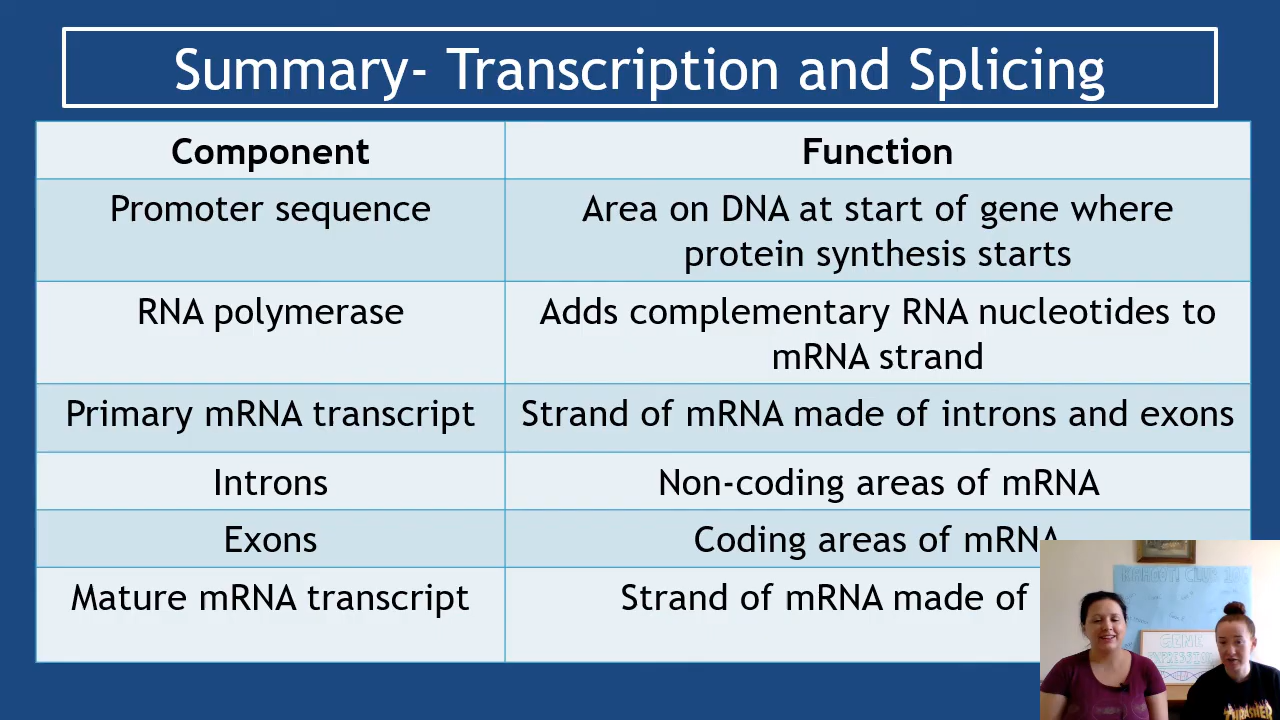 Summary- Transcription and Splicing
Component
Function
Promoter sequence
Area on DNA at start of gene where
protein synthesis starts
RNA polymerase
Adds complementary RNA nucleotides to
mRNA strand
Primary mRNA transcript
Strand of mRNA made of introns and exons
Introns
Non-coding areas of mRNA
Exons
Coding areas of mRNA
Mature mRNA transcript
Strand of mRNA made of
GENE
EXPRESSION